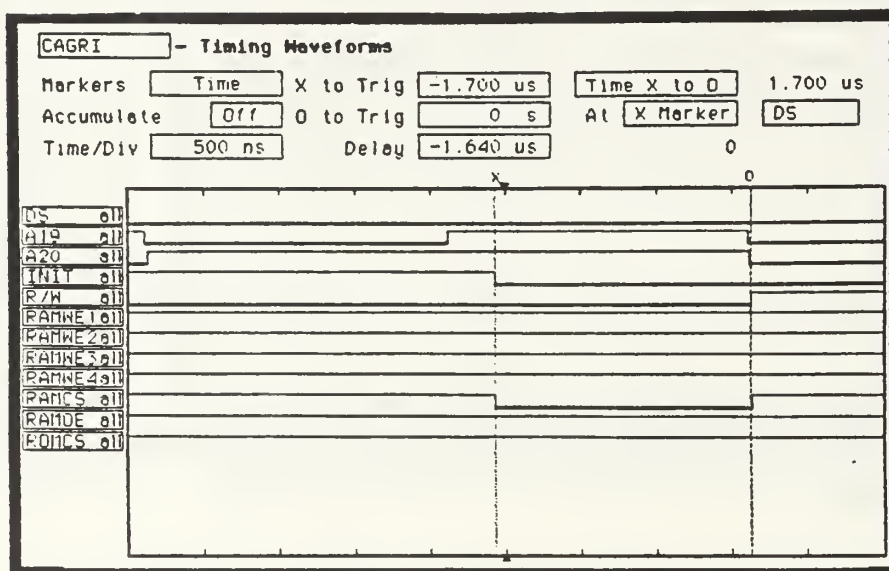 CAGRI - Timing Waveforms
Markers Time X to Trig -1.700 us Time X to O 1.700 us
Accumulate Off O to Trig 0 s At X Marker DS
Time/Div 500 ns Delay -1.640 us 0
X O
DS all
A19 all
A20 all
INIT all
R/W all
RAMWE1all
RAMWE2all
RAMWE3all
RAMWE4all
RAMCS all
RAMOE all
ROMCS all